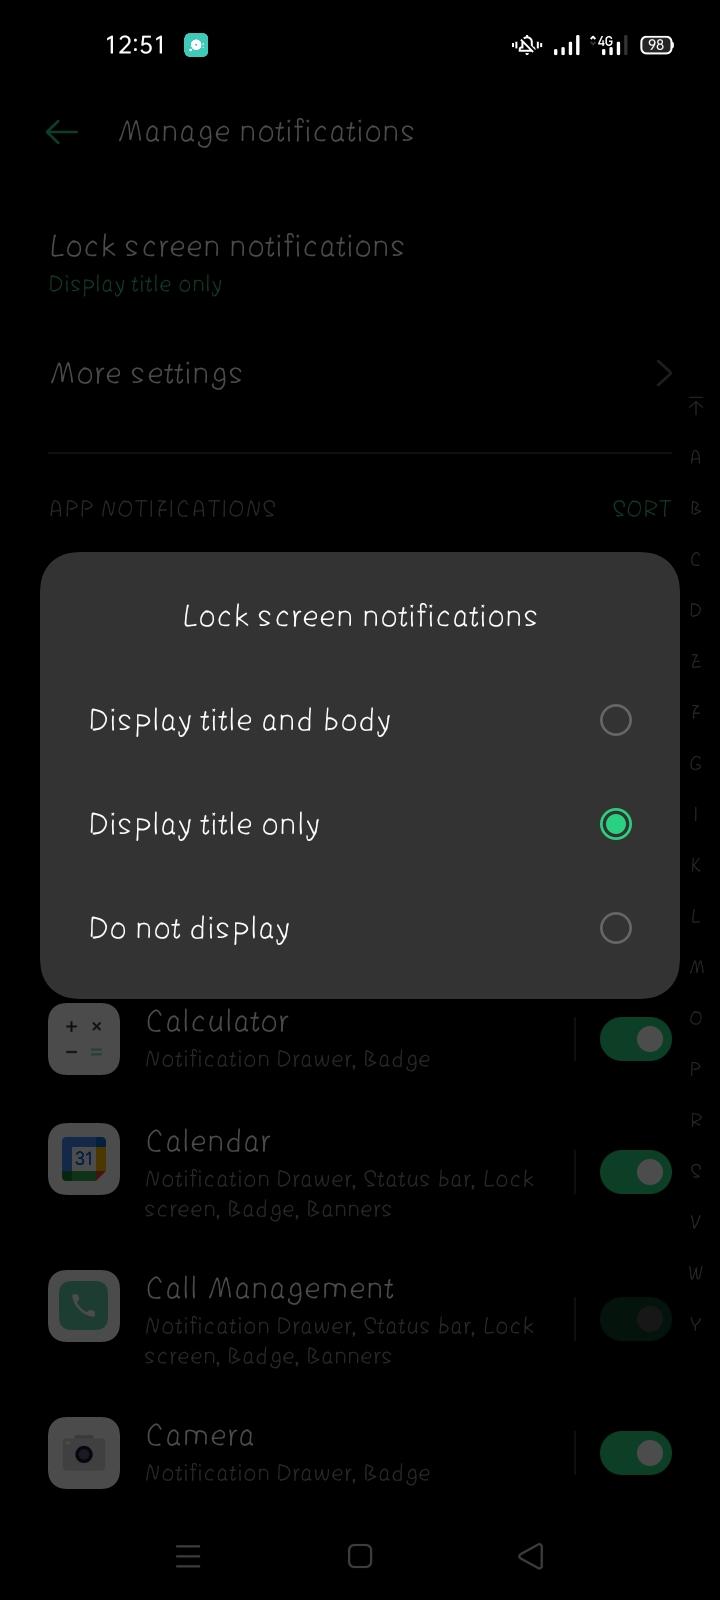 12:51
4G
98
Manage notifications
Lock screen notifications
Display title only
More settings
APP NOTIFICATIONS
SORT
A
B
C
D
E
F
G
I
K
L
M
O
P
R
S
V
W
Y
Lock screen notifications
Display title and body
Display title only
Do not display
Calculator
Notification Drawer, Badge
31
Calendar
Notification Drawer, Status bar, Lock
screen, Badge, Banners
Call Management
Notification Drawer, Status bar, Lock
screen, Badge, Banners
Camera
Notification Drawer, Badge